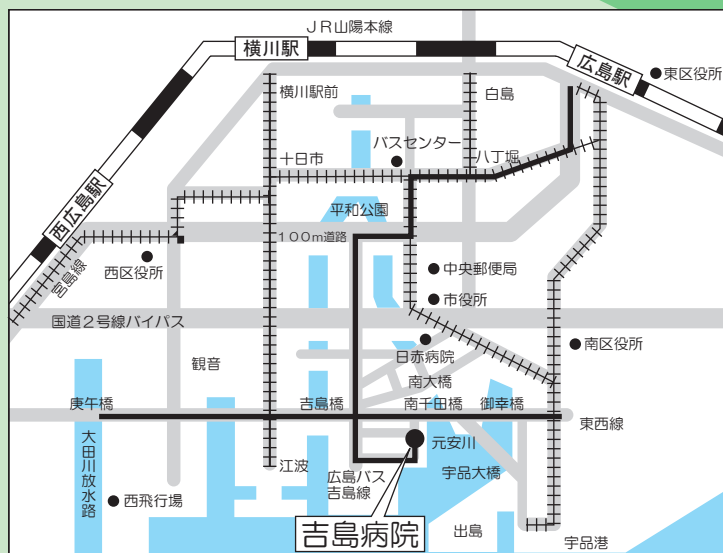 JR山陽本線
横川駅
広島駅
東区役所
横川駅前
白島
バスセンター
十日市
八丁堀
平和公園
西広島駅
100m道路
宮島線
西区役所
中央郵便局
市役所
国道2号線バイパス
日赤病院
南区役所
観音
南大橋
庚午橋
吉島橋
南千田橋
御幸橋
東西線
大田川放水路
元安川
江波
広島バス
吉島線
宇品大橋
西飛行場
吉島病院
出島
宇品港